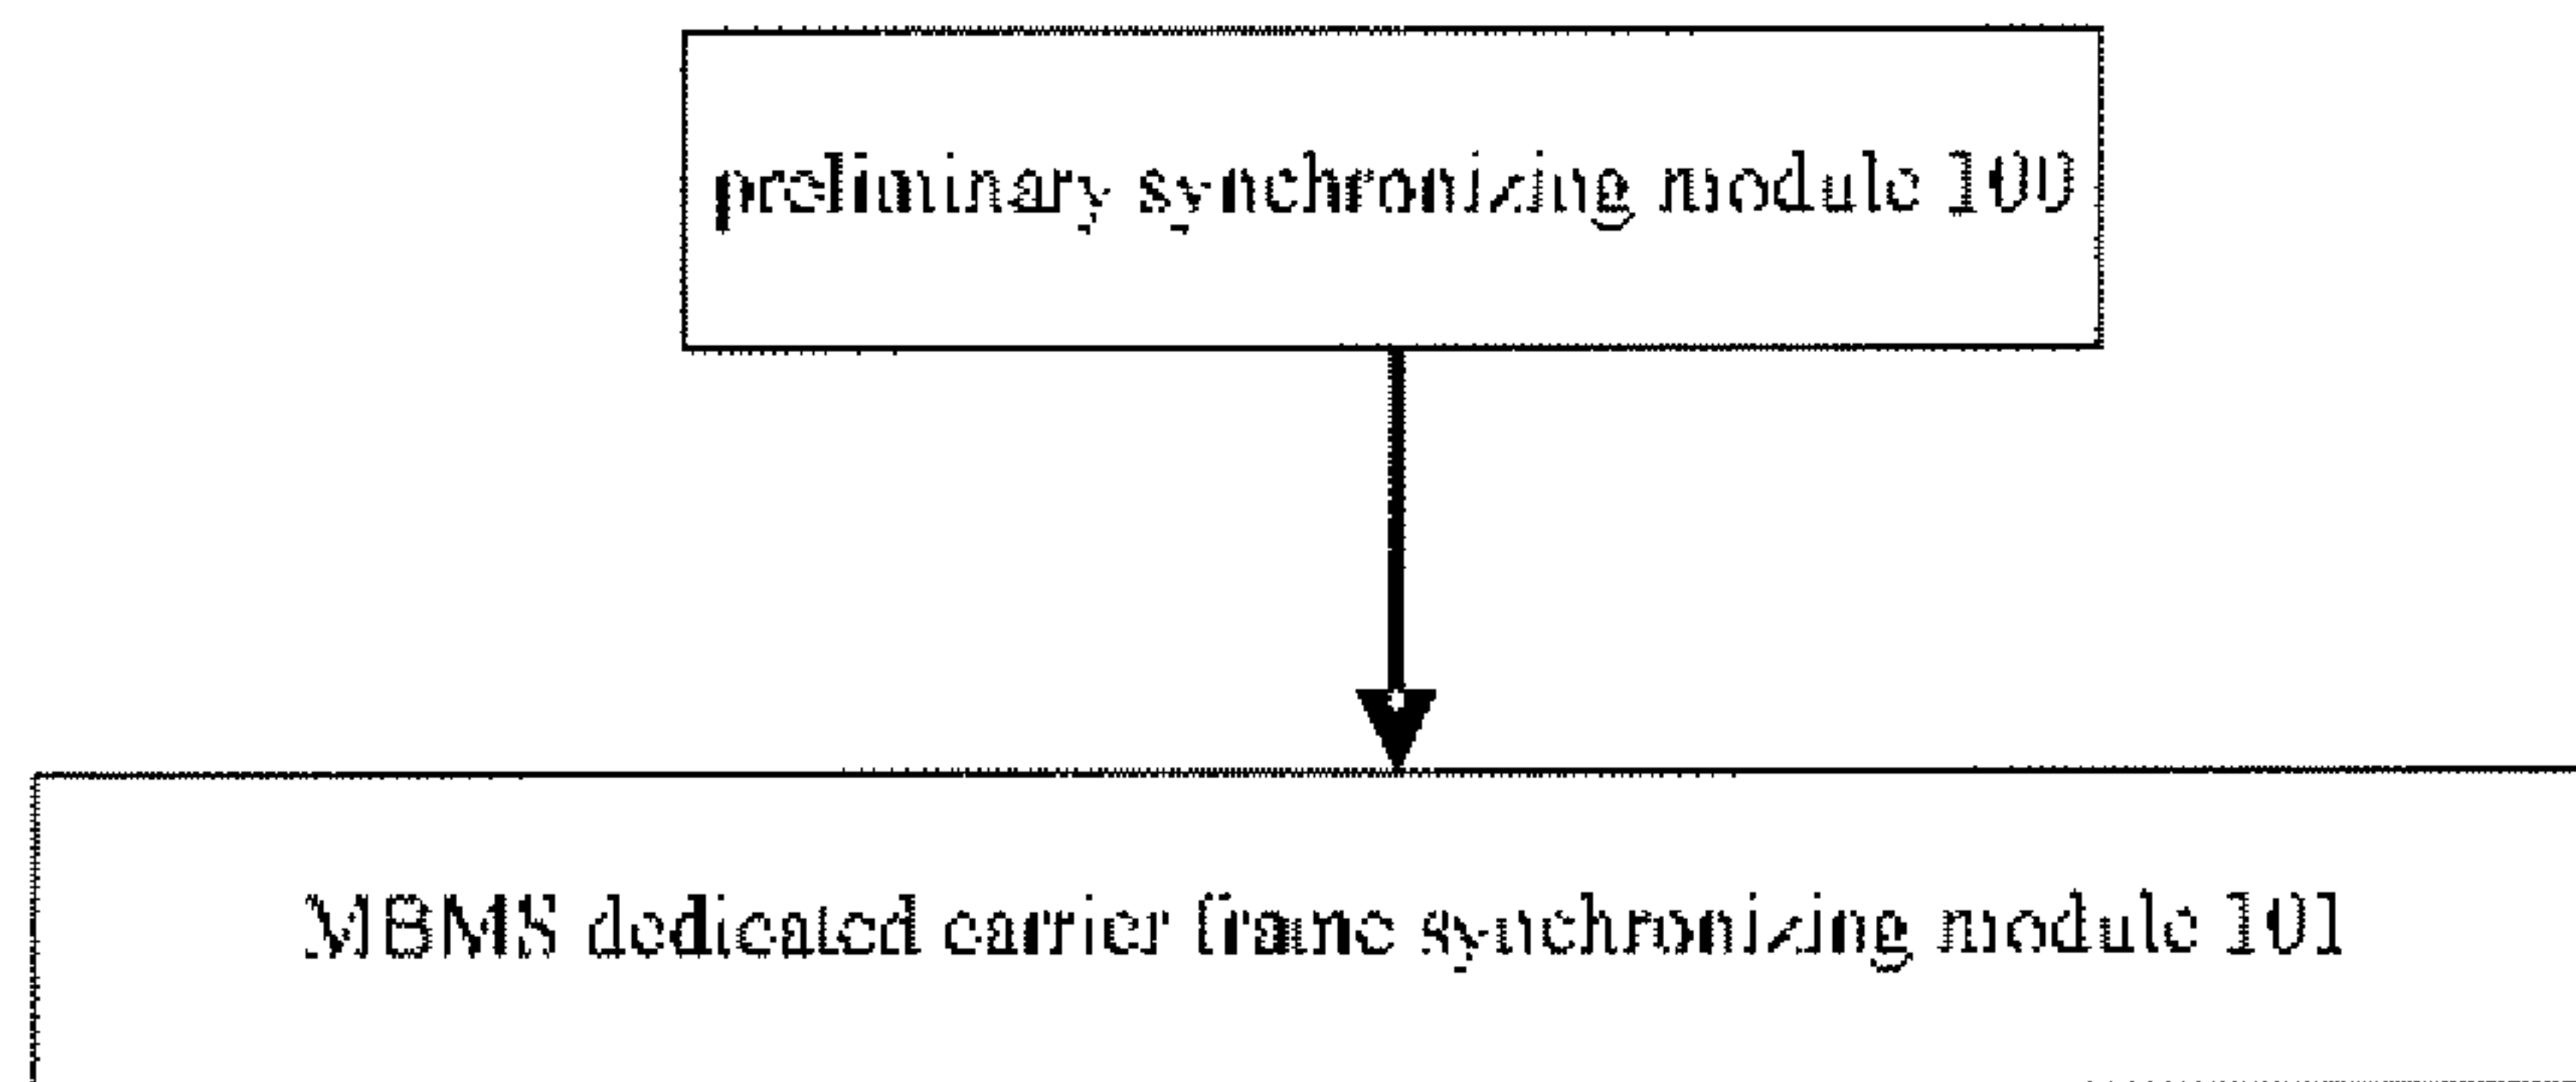 preliminary synchronizing module 100
MBMS dedicated carrier frame synchronizing module 101